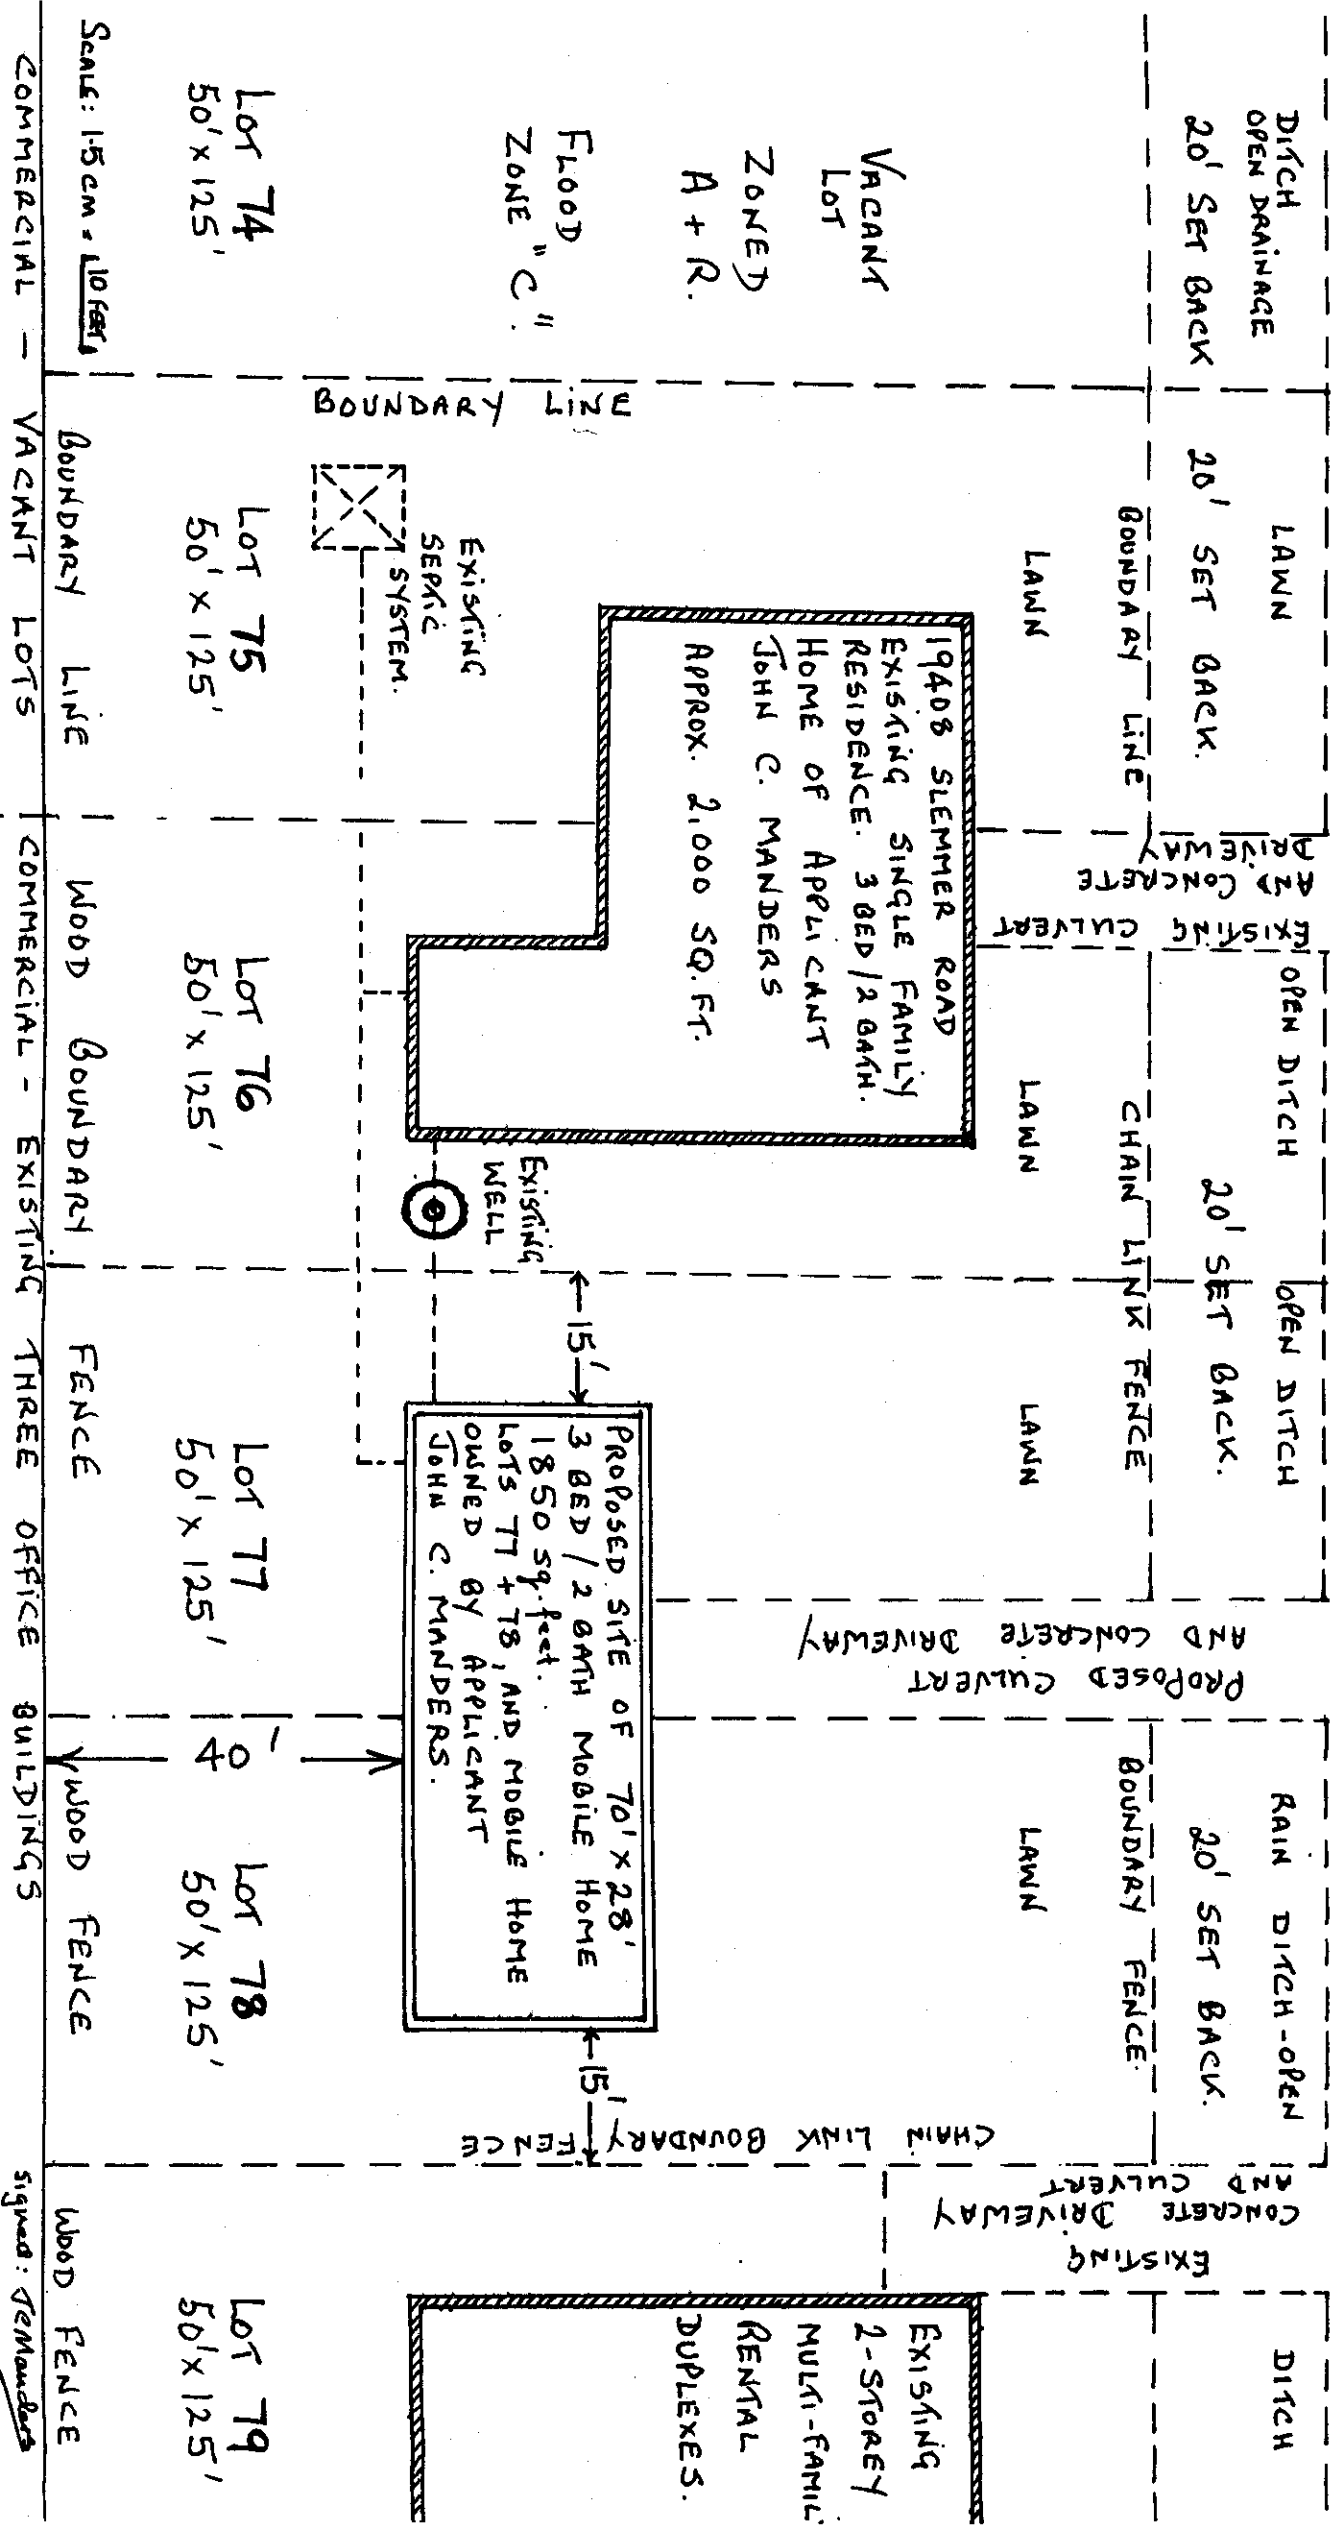 DITCH
OPEN DRAINAGE
20' SET BACK
VACANT
LOT
ZONED
A + R.
FLOOD
ZONE "C".
LOT 74
50' x 125'
SCALE: 1.5 cm = 10 FEET
COMMERCIAL - VACANT LOTS
BOUNDARY LINE
LAWN
20' SET BACK.
BOUNDARY LINE
LAWN
EXISTING CULVERT
AND CONCRETE
DRIVEWAY
19408 SLEMMER ROAD
EXISTING SINGLE FAMILY
RESIDENCE. 3 BED/2 BATH.
HOME OF APPLICANT
JOHN C. MANDERS
APPROX. 2,000 SQ. FT.
EXISTING
SEPTIC
SYSTEM.
LOT 75
50' x 125'
BOUNDARY LINE
OPEN DITCH
OPEN DITCH
20' SET BACK.
CHAIN LINK FENCE
LAWN
LAWN
EXISTING
WELL
15'
LOT 76
50' x 125'
WOOD BOUNDARY FENCE
COMMERCIAL - EXISTING THREE OFFICE BUILDINGS
PROPOSED CULVERT
AND CONCRETE DRIVEWAY
PROPOSED SITE OF 70' x 28'
3 BED / 2 BATH MOBILE HOME
1850 sq. feet.
LOTS 77 + 78, AND MOBILE HOME
OWNED BY APPLICANT
JOHN C. MANDERS.
LOT 77
50' x 125'
40'
RAIN DITCH-OPEN
20' SET BACK.
BOUNDARY FENCE.
LAWN
15'
CHAIN LINK BOUNDARY FENCE
LOT 78
50' x 125'
WOOD FENCE
EXISTING
CONCRETE DRIVEWAY
AND CULVERT
DITCH
EXISTING
2-STOREY
MULTI-FAMIL
RENTAL
DUPLEXES.
LOT 79
50' x 125'
WOOD FENCE
Signed: JCManders